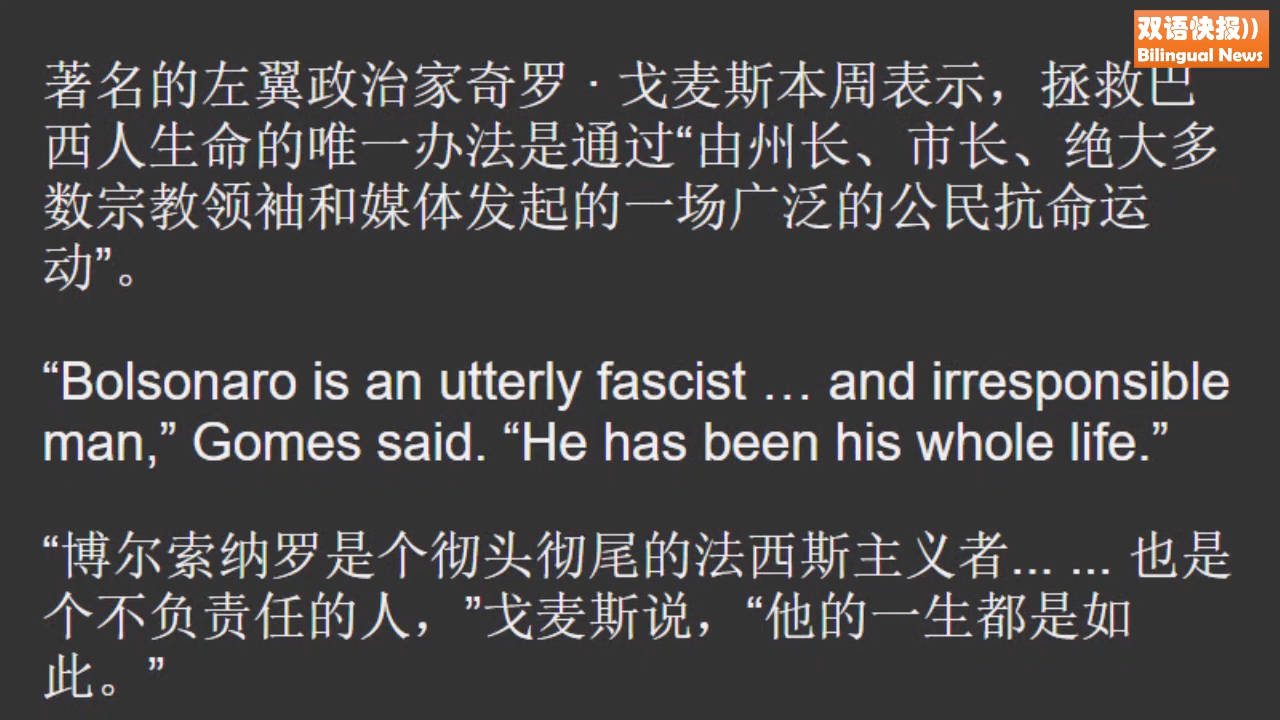 双语快报))
Bilingual News
著名的左翼政治家奇罗·戈麦斯本周表示，拯救巴
西人生命的唯一办法是通过“由州长、市长、绝大多
数宗教领袖和媒体发起的一场广泛的公民抗命运
动”。
“Bolsonaro is an utterly fascist … and irresponsible
man,” Gomes said. “He has been his whole life.”
“博尔索纳罗是个彻头彻尾的法西斯主义者... ... 也是
个不负责任的人，”戈麦斯说，“他的一生都是如
此。”